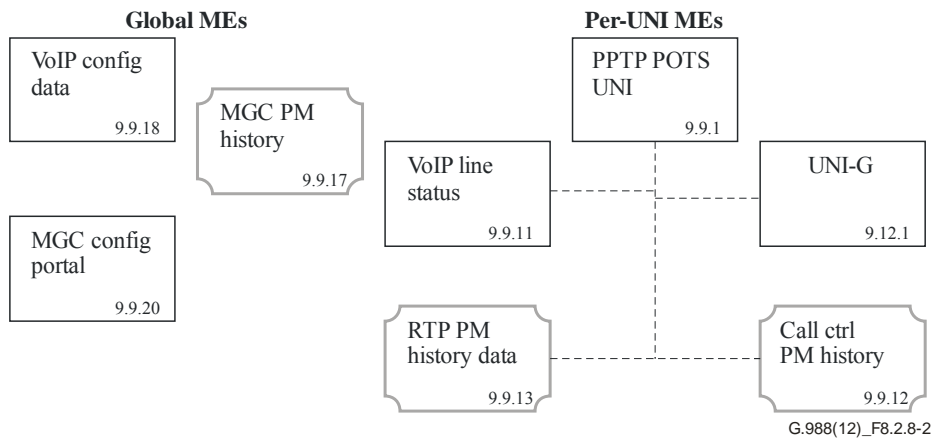 Global MEs
Per-UNI MEs
VoIP config
data
9.9.18
MGC PM
history
9.9.17
MGC config
portal
9.9.20
PPTP POTS
UNI
9.9.1
VoIP line
status
9.9.11
UNI-G
9.12.1
RTP PM
history data
9.9.13
Call ctrl
PM history
9.9.12
G.988(12)_F8.2.8-2